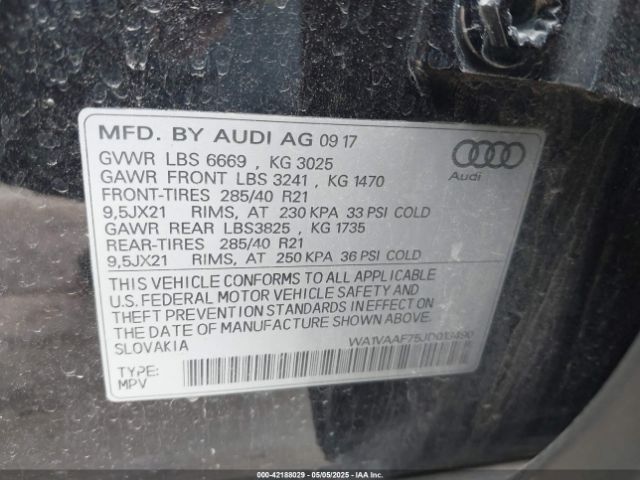 MFD. BY AUDI AG 09 17
GVWR LBS 6669 , KG 3025
GAWR FRONT LBS 3241 , KG 1470
FRONT-TIRES 285/40 R21
9,5JX21 RIMS, AT 230 KPA 33 PSI COLD
GAWR REAR LBS3825 , KG 1735
REAR-TIRES 285/40 R21
9,5JX21 RIMS, AT 250 KPA 36 PSI COLD
Audi
THIS VEHICLE CONFORMS TO ALL APPLICABLE
U.S. FEDERAL MOTOR VEHICLE SAFETY AND
THEFT PREVENTION STANDARDS IN EFFECT ON
THE DATE OF MANUFACTURE SHOWN ABOVE.
SLOVAKIA
WA1VAAF75JD013490
TYPE:
MPV
000-42188029 - 05/05/2025 - IAAI.COM